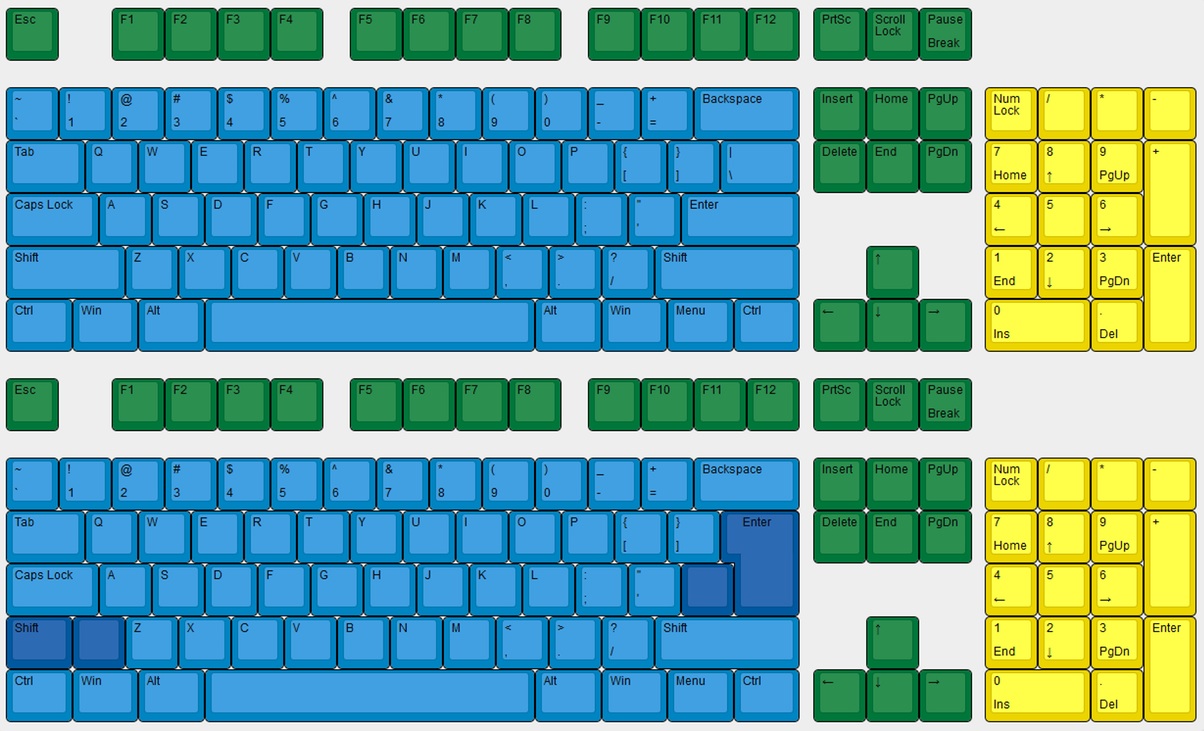 Esc F1 F2 F3 F4 F5 F6 F7 F8 F9 F10 F11 F12 PrtSc Scroll Pause
Lock
Break
~ ! @ # $ % ^ & * ( ) _ + Backspace Insert Home PgUp Num / * -
Lock
` 1 2 3 4 5 6 7 8 9 0 - =
Tab Q W E R T Y U I O P { } | Delete End PgDn 7 8 9 +
[ ] \ Home ↑ PgUp
Caps Lock A S D F G H J K L : " Enter 4 5 6
; ' ← →
Shift Z X C V B N M < > ? Shift ↑ 1 2 3 Enter
, . / End ↓ PgDn
Ctrl Win Alt Alt Win Menu Ctrl ← ↓ → 0 .
Ins Del
Esc F1 F2 F3 F4 F5 F6 F7 F8 F9 F10 F11 F12 PrtSc Scroll Pause
Lock
Break
~ ! @ # $ % ^ & * ( ) _ + Backspace Insert Home PgUp Num / * -
Lock
` 1 2 3 4 5 6 7 8 9 0 - =
Tab Q W E R T Y U I O P { } Enter Delete End PgDn 7 8 9 +
[ ] Home ↑ PgUp
Caps Lock A S D F G H J K L : " 4 5 6
; ' ← →
Shift Z X C V B N M < > ? Shift ↑ 1 2 3 Enter
, . / End ↓ PgDn
Ctrl Win Alt Alt Win Menu Ctrl ← ↓ → 0 .
Ins Del